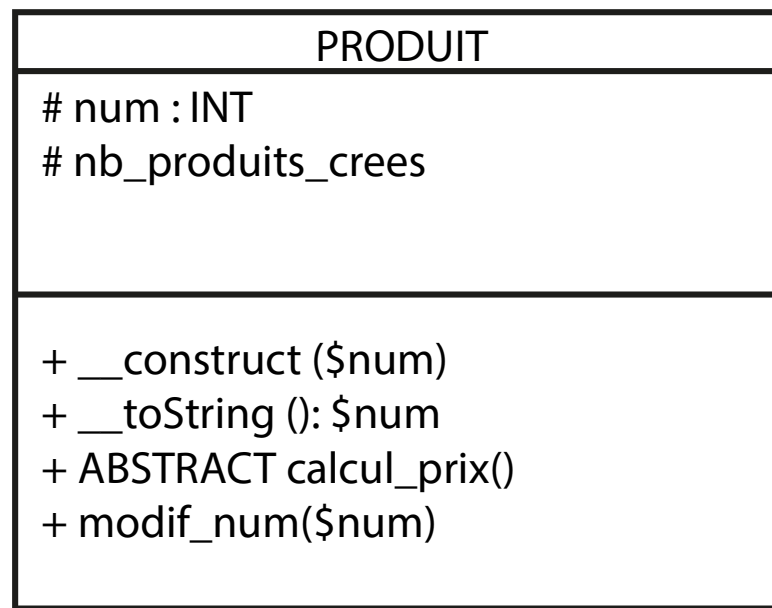 PRODUIT
# num : INT
# nb_produits_crees
+ __construct ($num)
+ __toString (): $num
+ ABSTRACT calcul_prix()
+ modif_num($num)